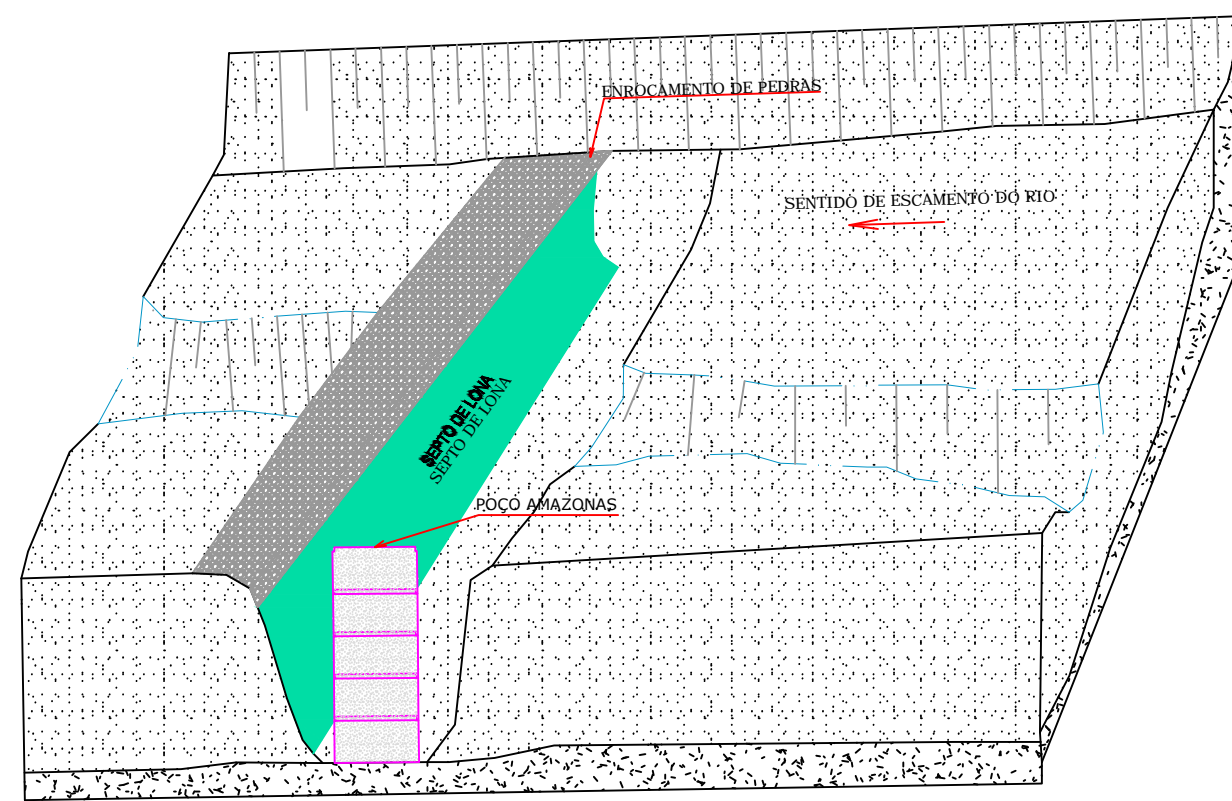 ENROCAMENTO DE PEDRAS
SENTIDO DE ESCAMENTO DO RIO
SEPTO DE LONA
SEPTO DE LONA
POÇO AMAZONAS